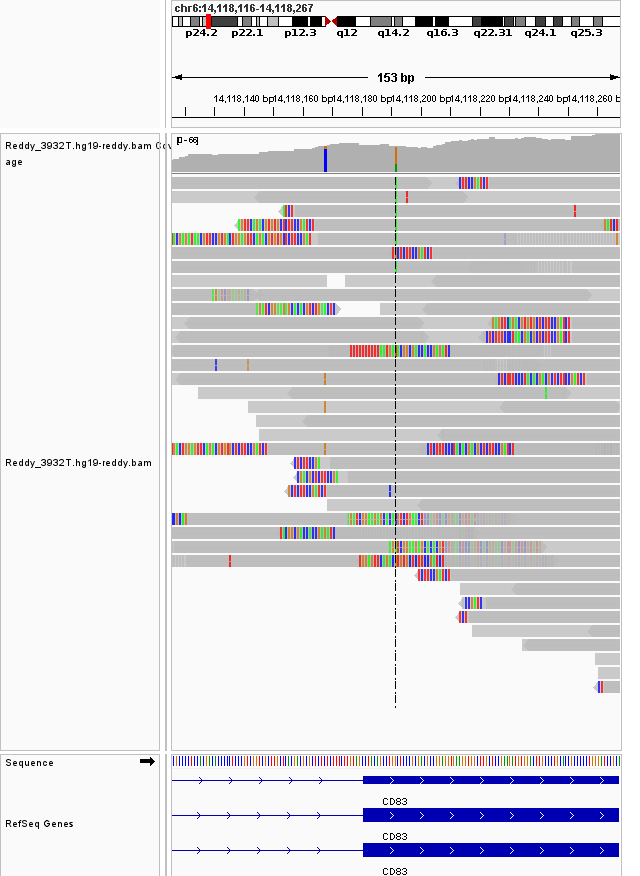 chr6:14,118,116-14,118,267
p24.2 p22.1 p12.3 q12 q14.2 q16.3 q22.31 q24.1 q25.3
153 bp
14,118,140 bp 14,118,160 bp 14,118,180 bp 14,118,200 bp 14,118,220 bp 14,118,240 bp 14,118,260 b
Reddy_3932T.hg19-reddy.bam Cov
age
[0 - 66]
Reddy_3932T.hg19-reddy.bam
Sequence
CD83
RefSeq Genes
CD83
CD83